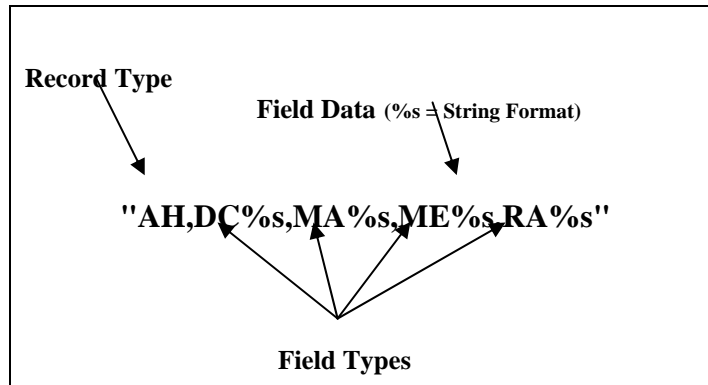 Record Type
Field Data (%s = String Format)
"AH,DC%s,MA%s,ME%s,RA%s"
Field Types